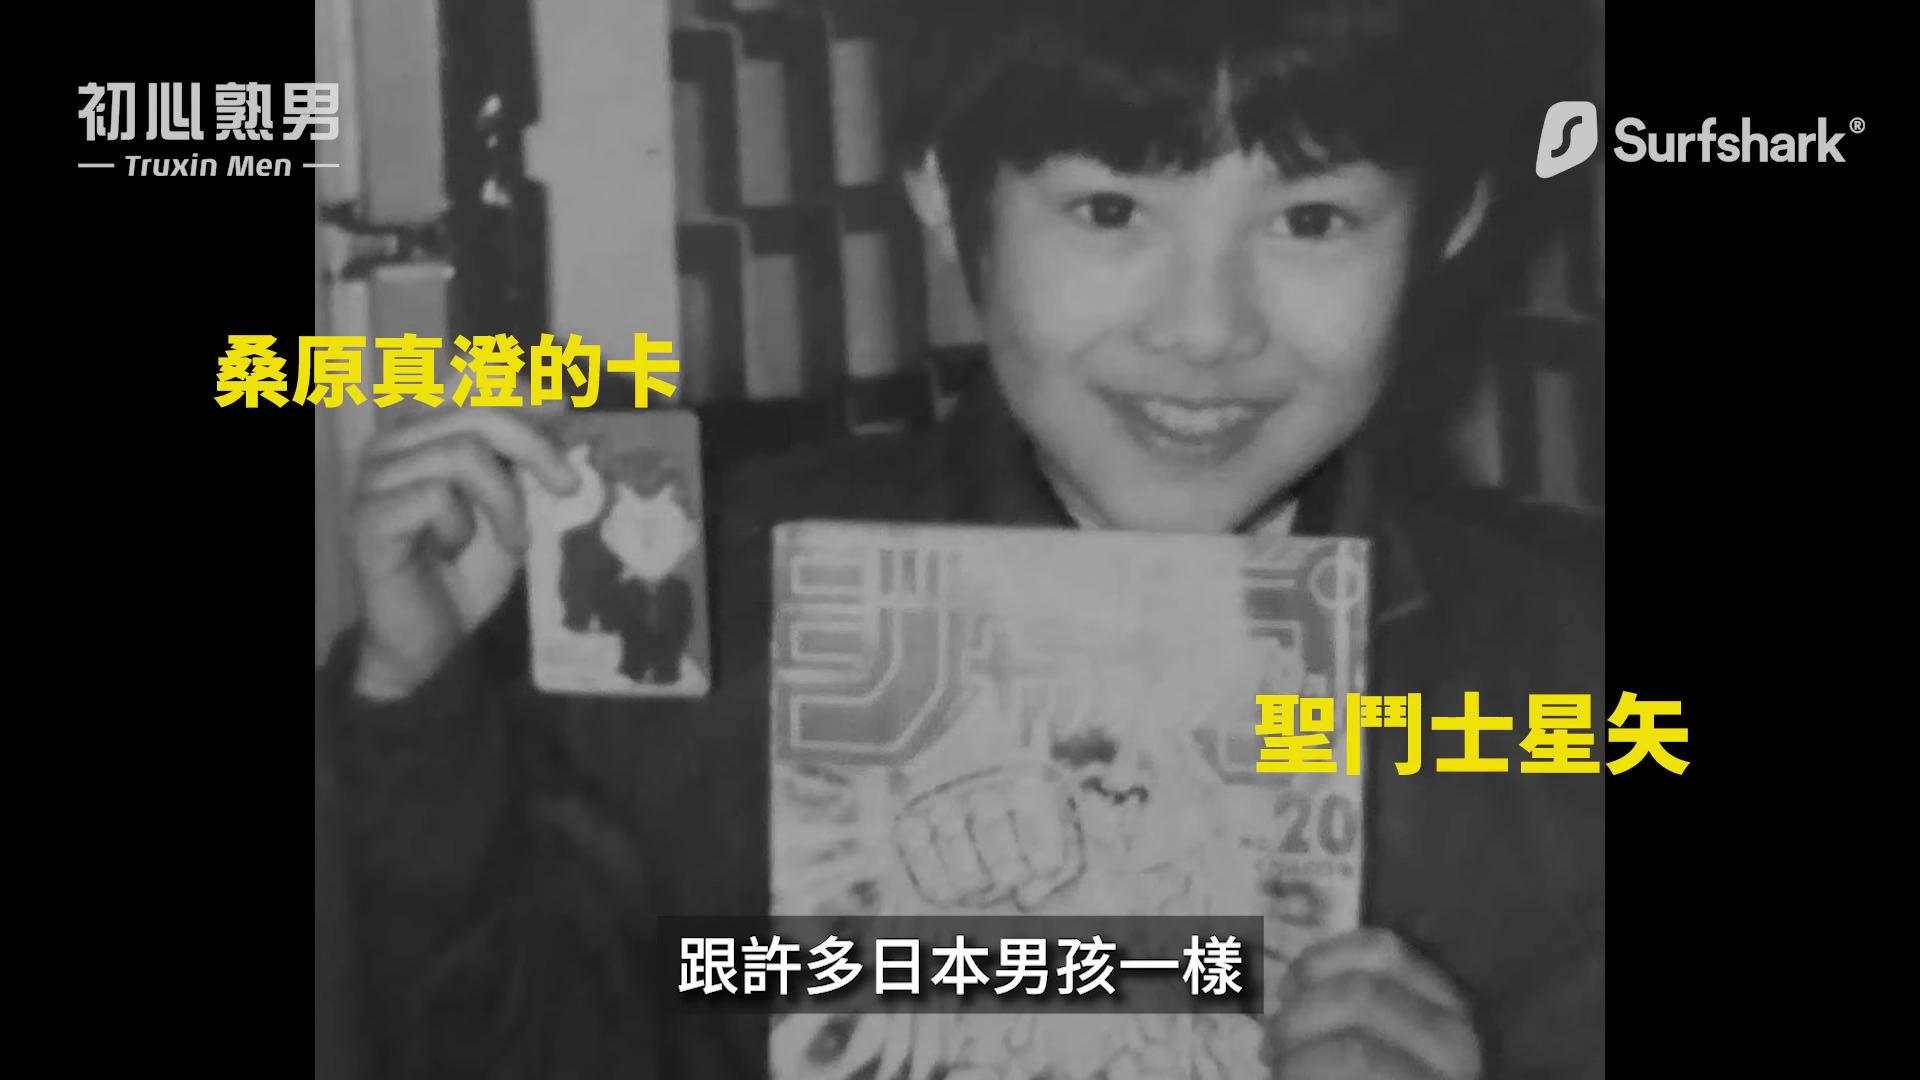 初心熟男
Truxin Men
Surfshark®
桑原真澄的卡
聖鬥士星矢
20
跟許多日本男孩一樣